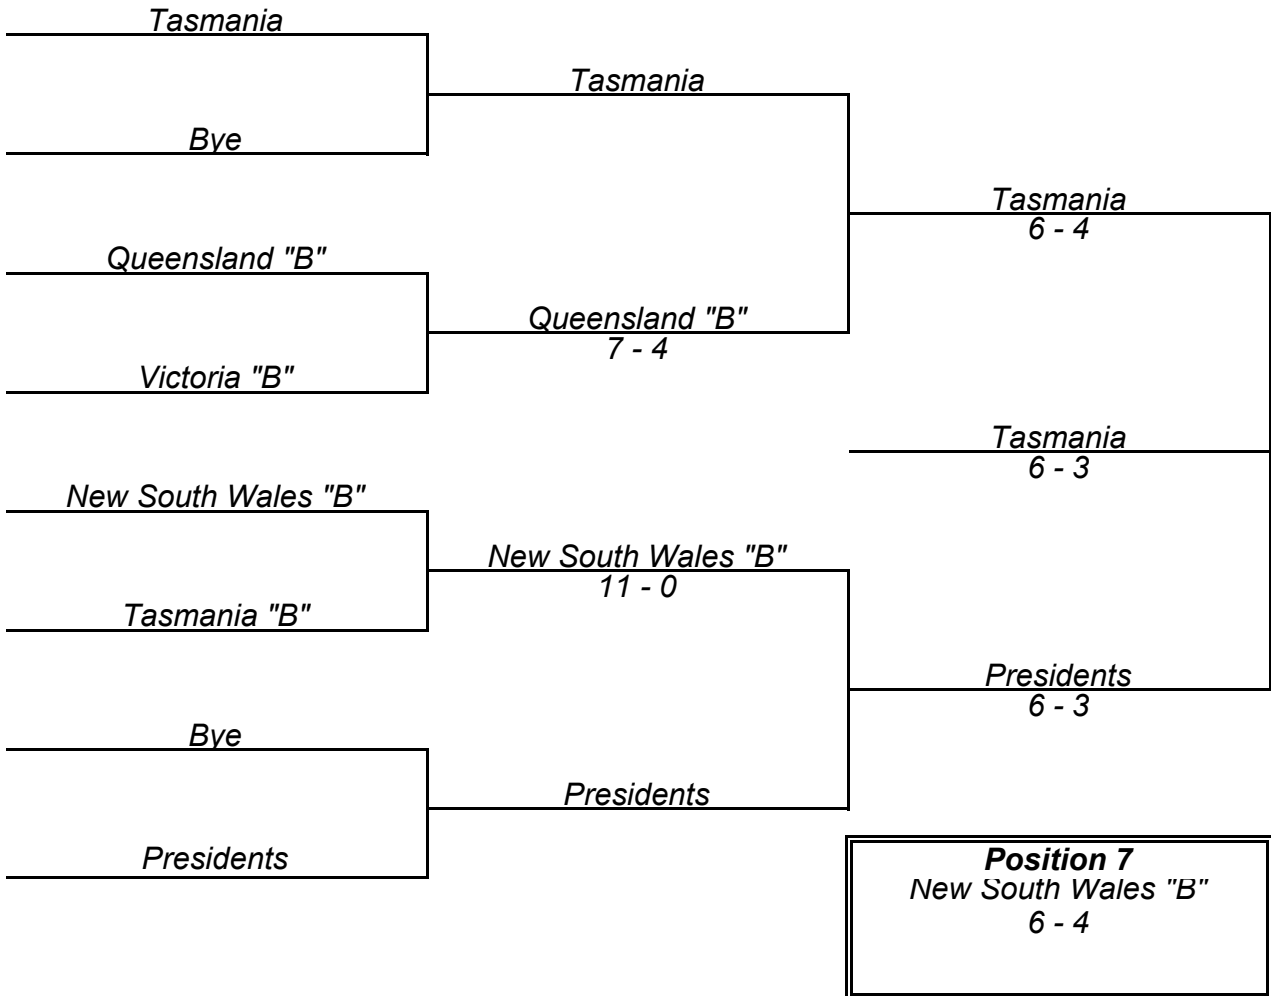 Tasmania
Tasmania
Bye
Tasmania
6 - 4
Queensland "B"
Queensland "B"
7 - 4
Victoria "B"
Tasmania
6 - 3
New South Wales "B"
New South Wales "B"
11 - 0
Tasmania "B"
Presidents
6 - 3
Bye
Presidents
Presidents
Position 7
New South Wales "B"
6 - 4